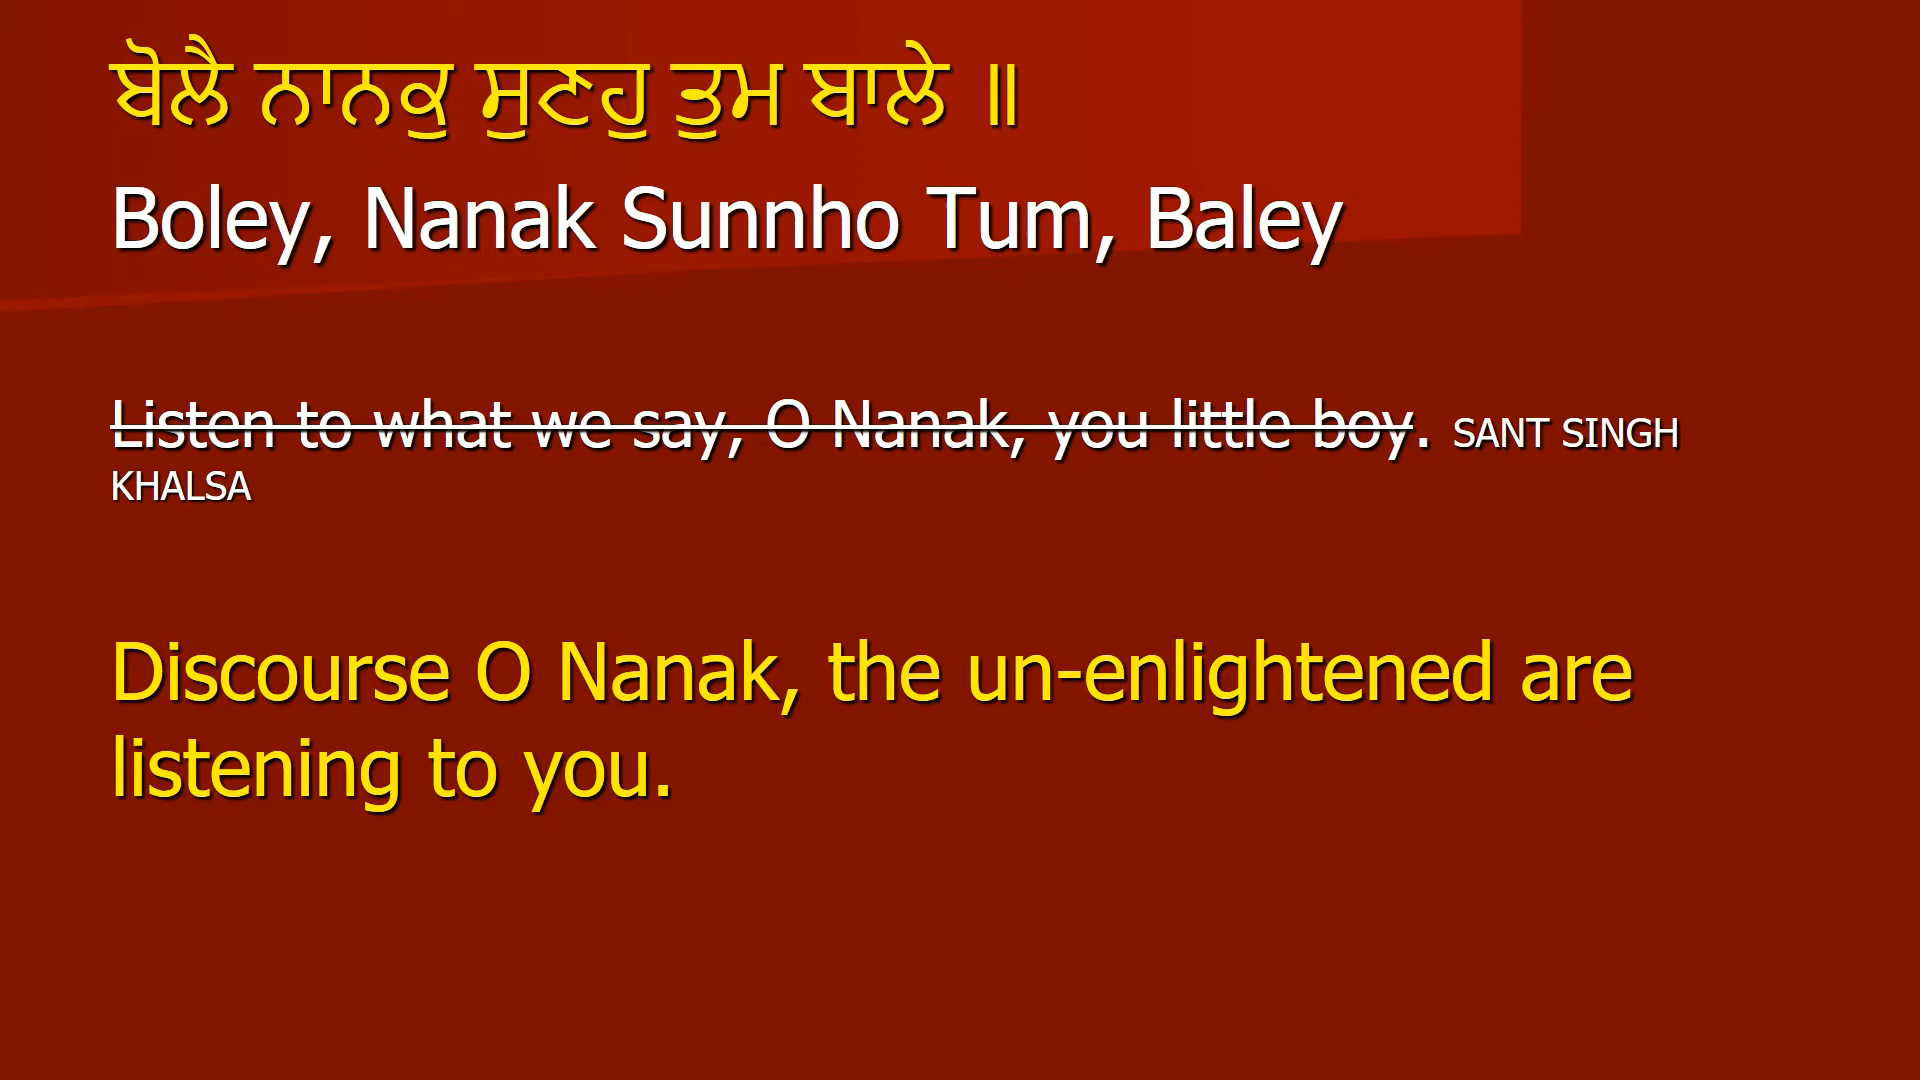 ਬੋਲੈ ਨਾਨਕੁ ਸੁਣਹੁ ਤੁਮ ਬਾਲੇ ॥
Boley, Nanak Sunnho Tum, Baley
Listen to what we say, O Nanak, you little boy. SANT SINGH
KHALSA
Discourse O Nanak, the un-enlightened are
listening to you.